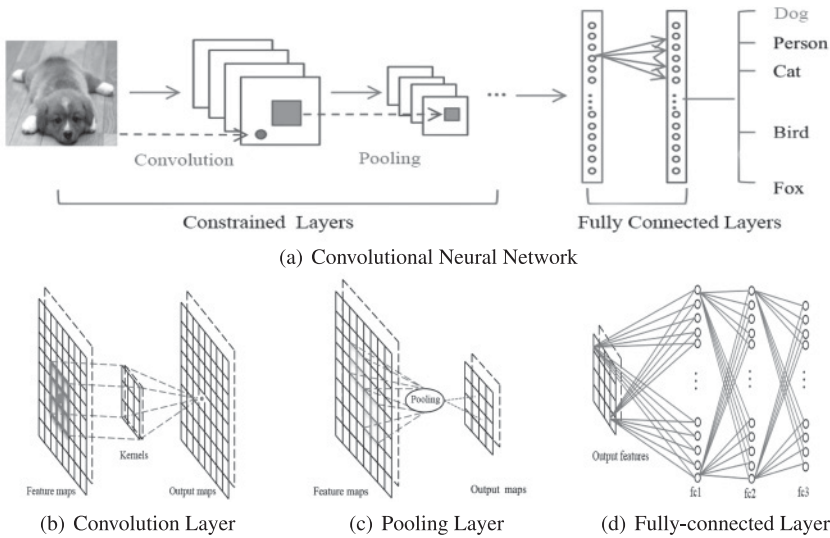 Dog
Person
Cat
Bird
Fox
Convolution
Pooling
...
Constrained Layers
Fully Connected Layers
(a) Convolutional Neural Network
Feature maps
Kernels
Output maps
(b) Convolution Layer
Feature maps
Pooling
Output maps
(c) Pooling Layer
Output features
fc1
fc2
fc3
(d) Fully-connected Layer